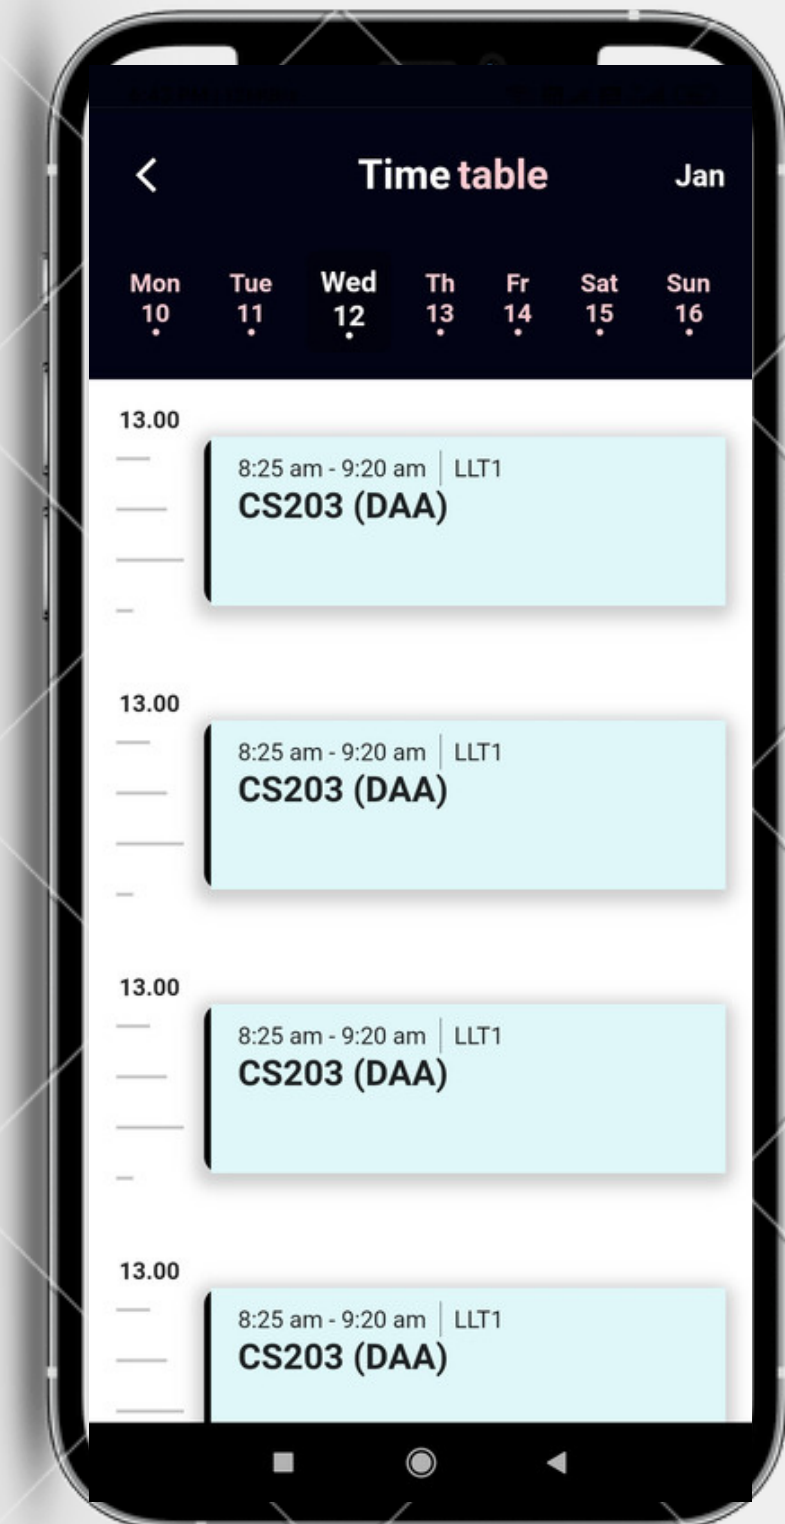 Time table
Jan
Mon Tue Wed Th Fr Sat Sun
10 11 12 13 14 15 16
13.00
8:25 am - 9:20 am | LLT1
CS203 (DAA)
13.00
8:25 am - 9:20 am | LLT1
CS203 (DAA)
13.00
8:25 am - 9:20 am | LLT1
CS203 (DAA)
13.00
8:25 am - 9:20 am | LLT1
CS203 (DAA)